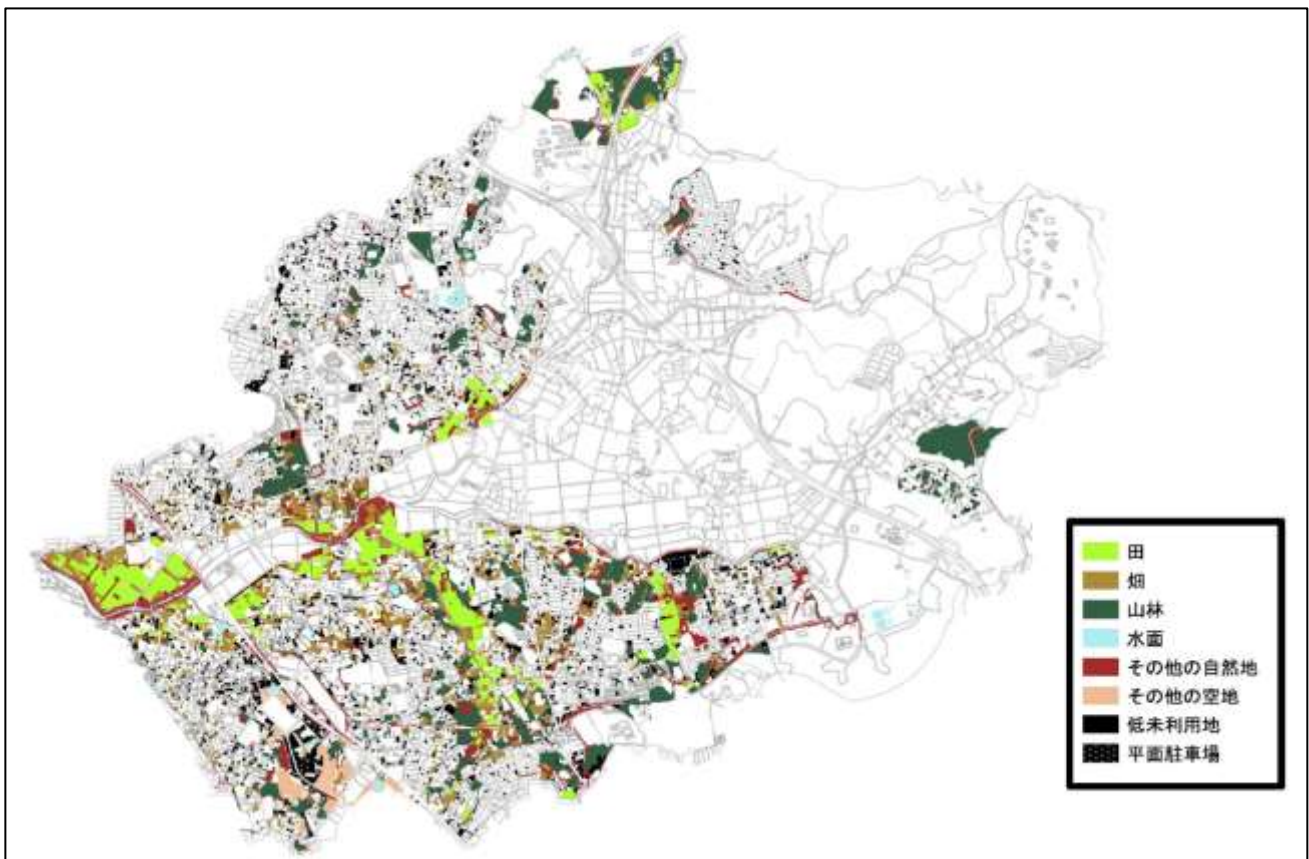 田
畑
山林
水面
その他の自然地
その他の空地
低未利用地
平面駐車場